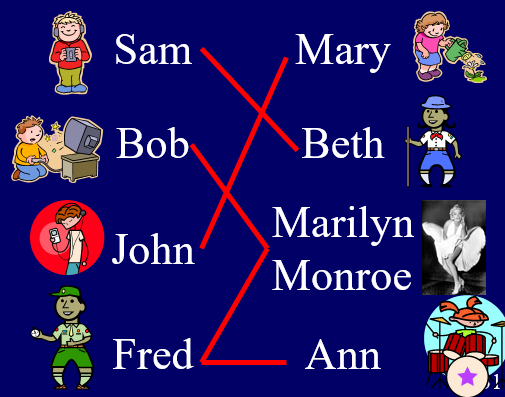 Sam
Mary
Bob
Beth
John
Marilyn
Monroe
Fred
Ann